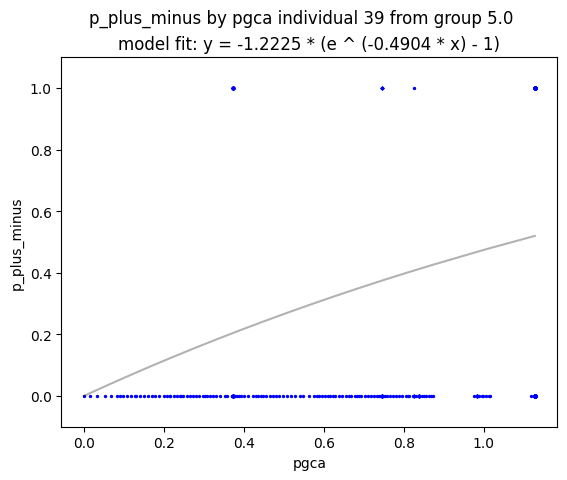 p_plus_minus by pgca individual 39 from group 5.0
model fit: y = -1.2225 * (e ^ (-0.4904 * x) - 1)
1.0
0.8
0.6
0.4
0.2
0.0
p_plus_minus
0.0 0.2 0.4 0.6 0.8 1.0
pgca